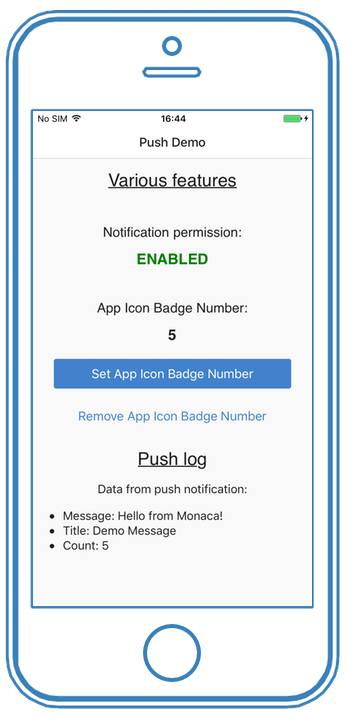 No SIM 16:44
Push Demo
Various features
Notification permission:
ENABLED
App Icon Badge Number:
5
Set App Icon Badge Number
Remove App Icon Badge Number
Push log
Data from push notification:
• Message: Hello from Monaca!
• Title: Demo Message
• Count: 5